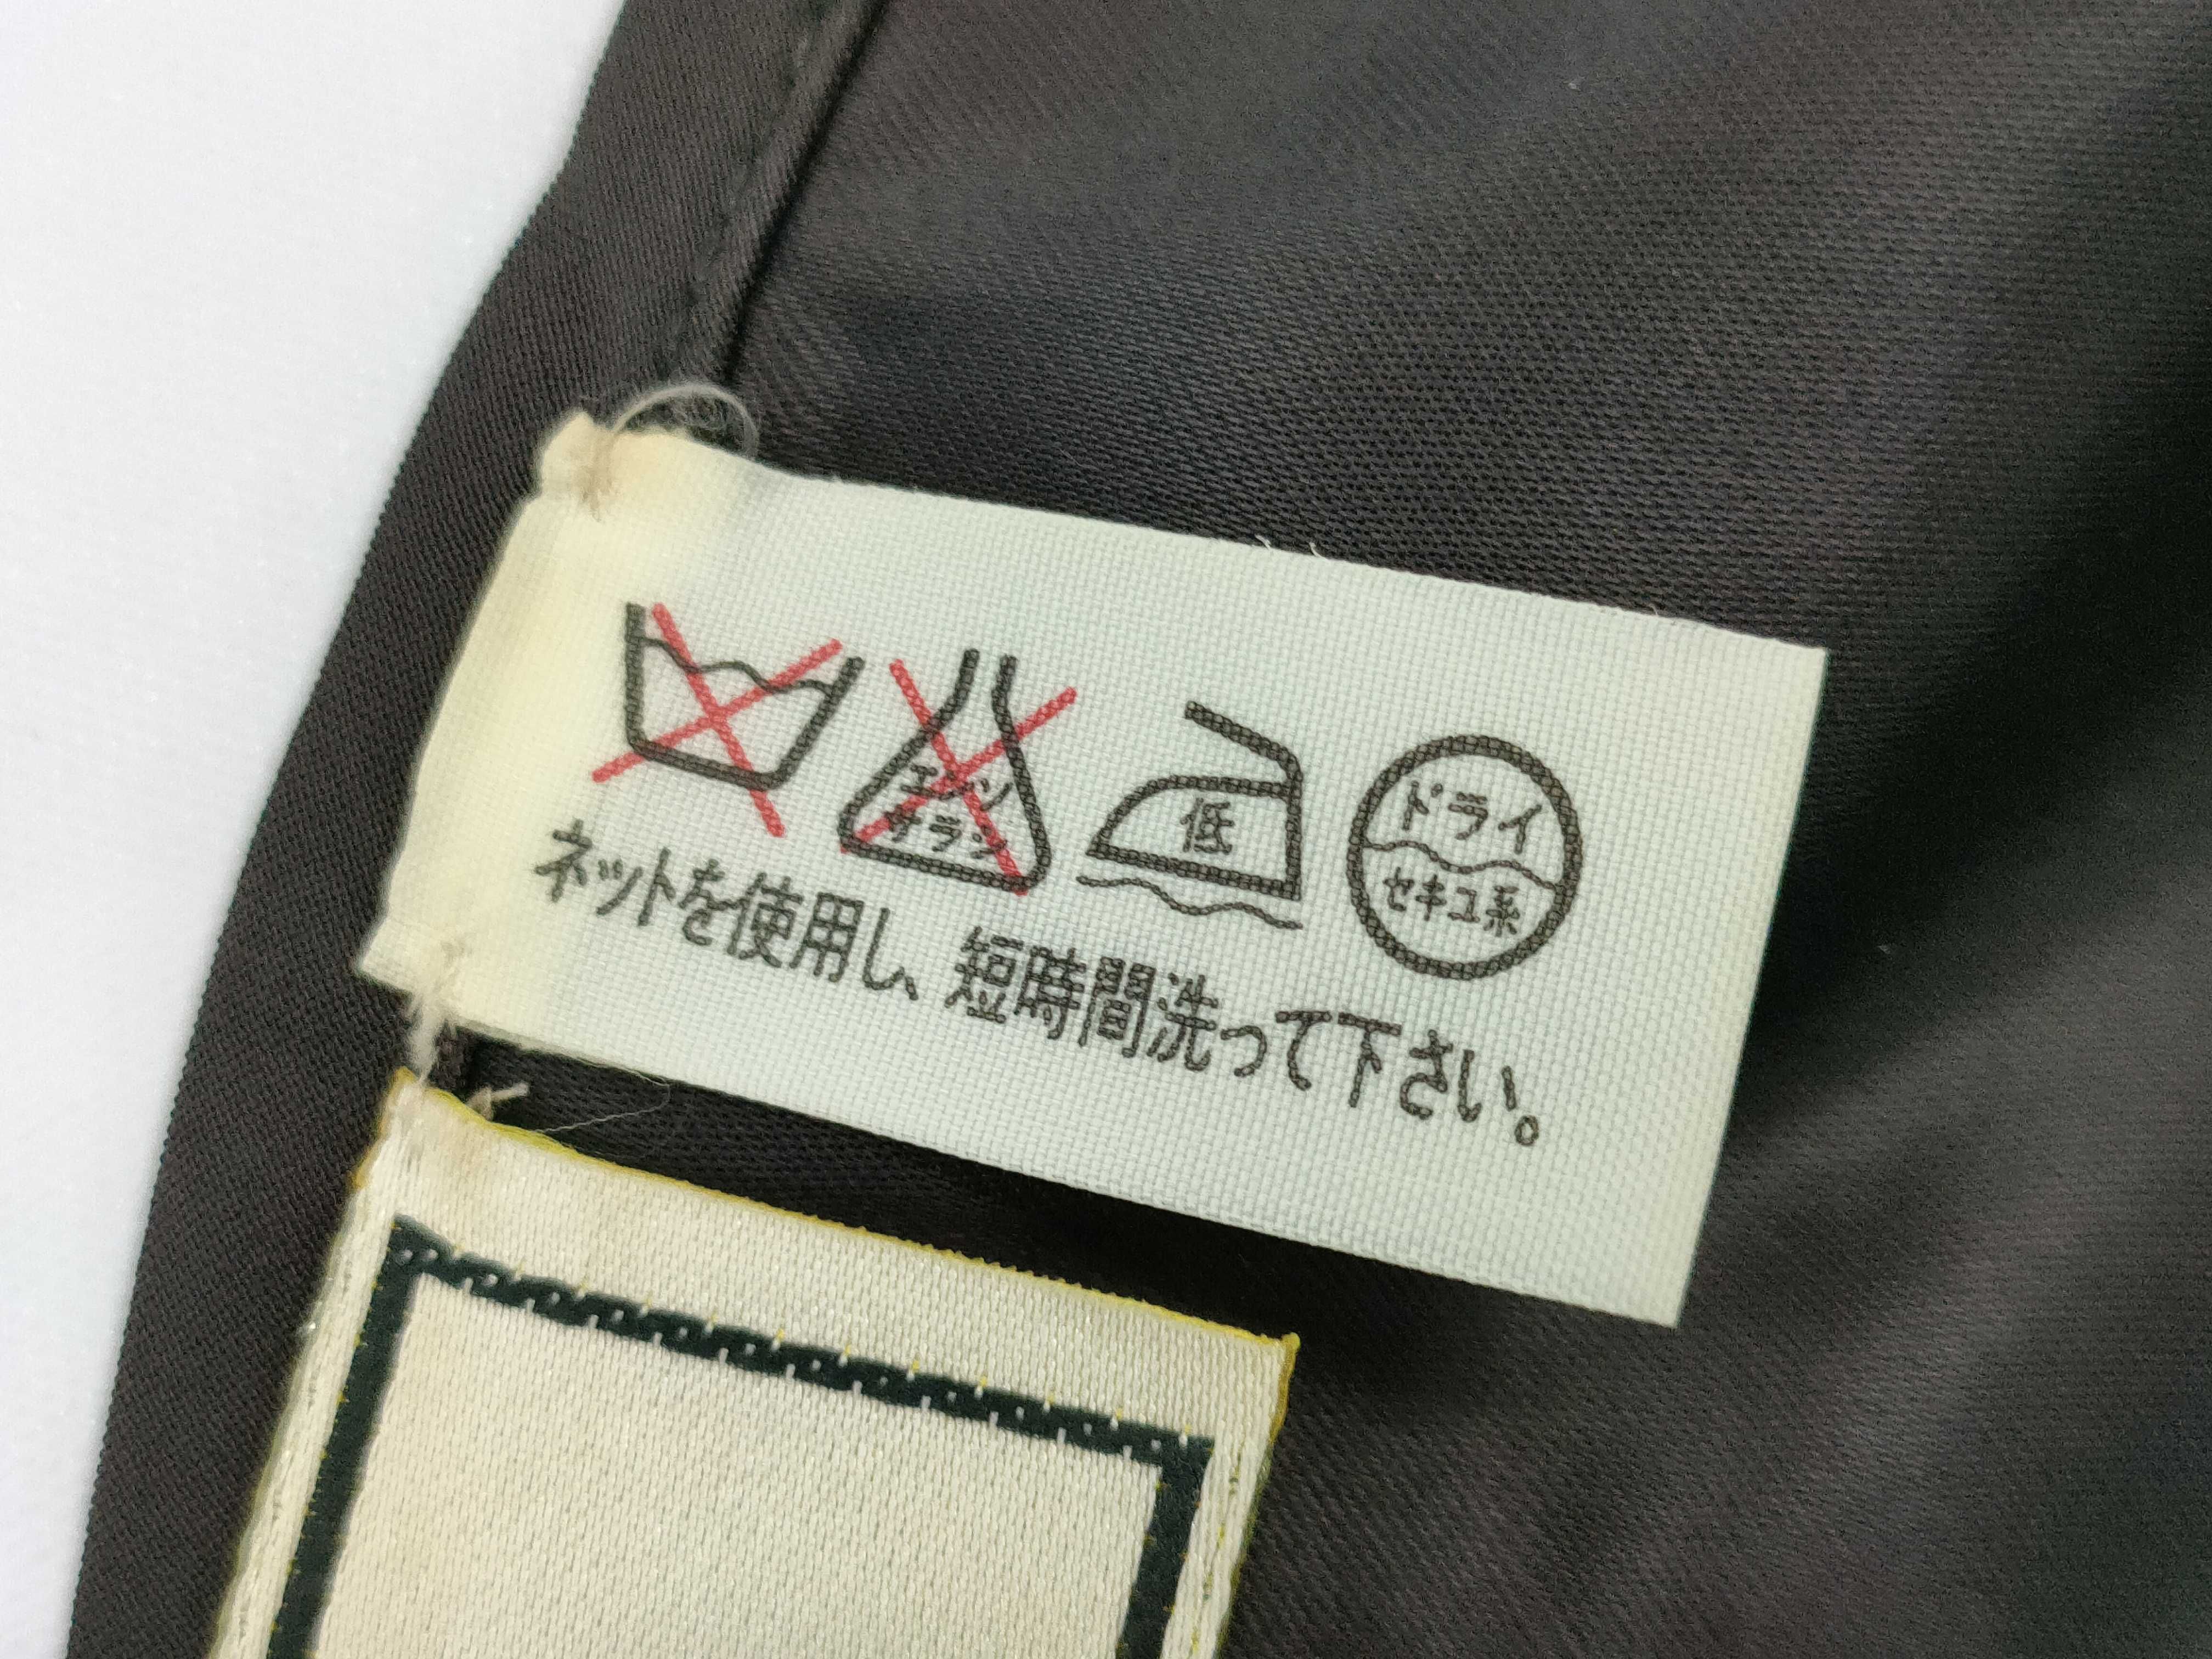 エンソ
サラシ
低
ドライ
セキユ系
ネットを使用し、短時間洗って下さい。